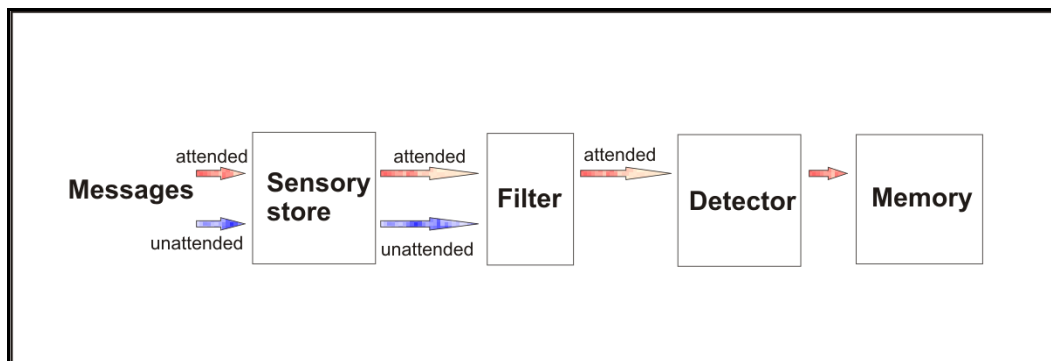 Messages
attended
unattended
Sensory
store
attended
unattended
Filter
attended
Detector
Memory